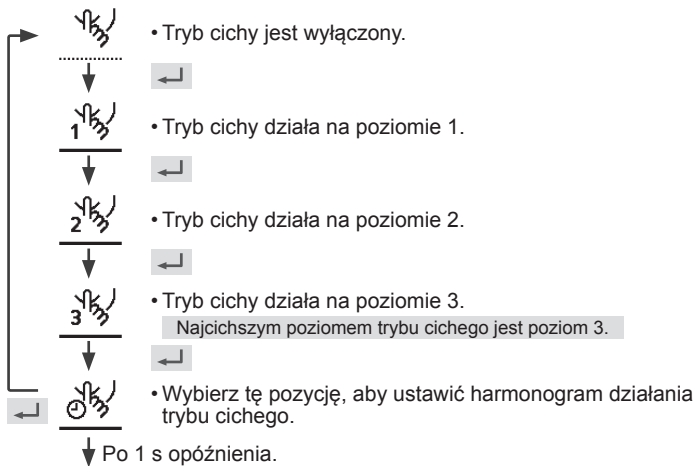 • Tryb cichy jest wyłączony.
1
• Tryb cichy działa na poziomie 1.
2
• Tryb cichy działa na poziomie 2.
3
• Tryb cichy działa na poziomie 3.
Najcichszym poziomem trybu cichego jest poziom 3.
• Wybierz tę pozycję, aby ustawić harmonogram działania
trybu cichego.
Po 1 s opóźnienia.